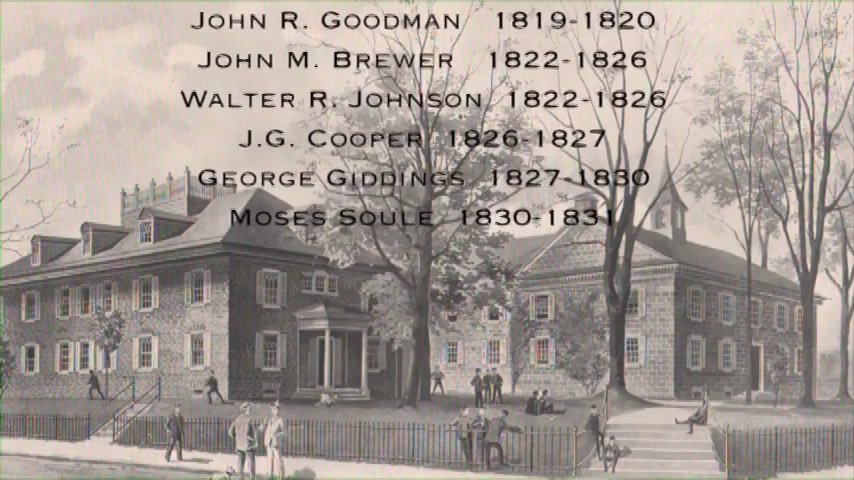 John R. Goodman 1819-1820
John M. Brewer 1822-1826
Walter R. Johnson 1822-1826
J.G. Cooper 1826-1827
George Giddings 1827-1830
Moses Soule 1830-1831